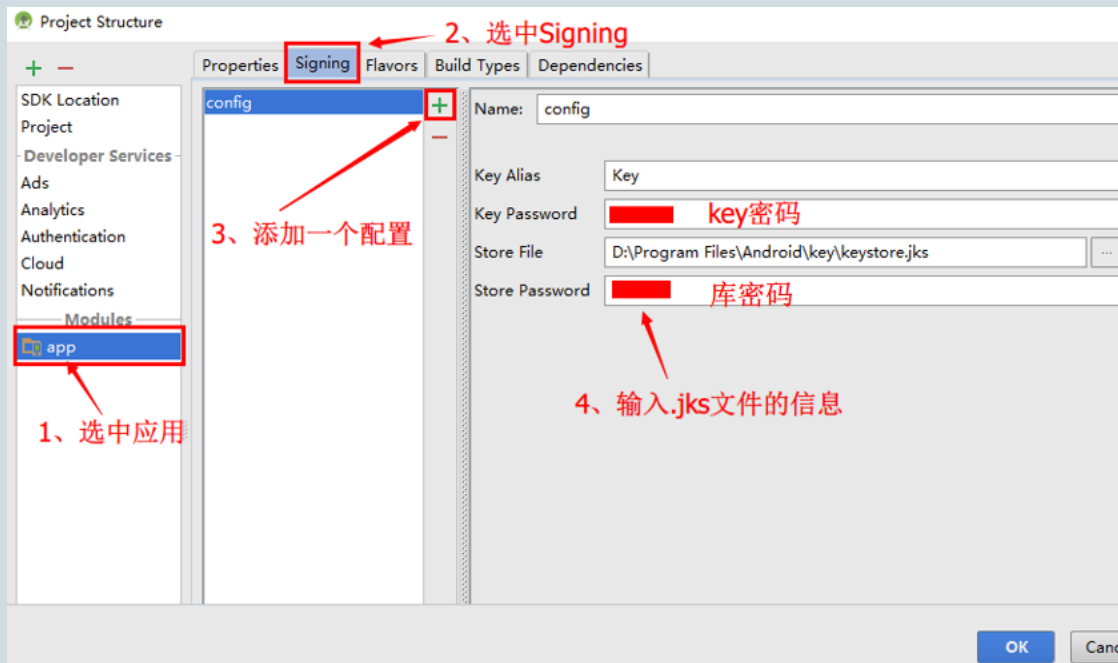 Project Structure
2、选中Signing
Properties Signing Flavors Build Types Dependencies
SDK Location
Project
Developer Services
Ads
Analytics
Authentication
Cloud
Notifications
Modules
app
1、选中应用
config
3、添加一个配置
Name: config
Key Alias Key
Key Password key密码
Store File D:\Program Files\Android\key\keystore.jks ...
Store Password 库密码
4、输入.jks文件的信息
OK